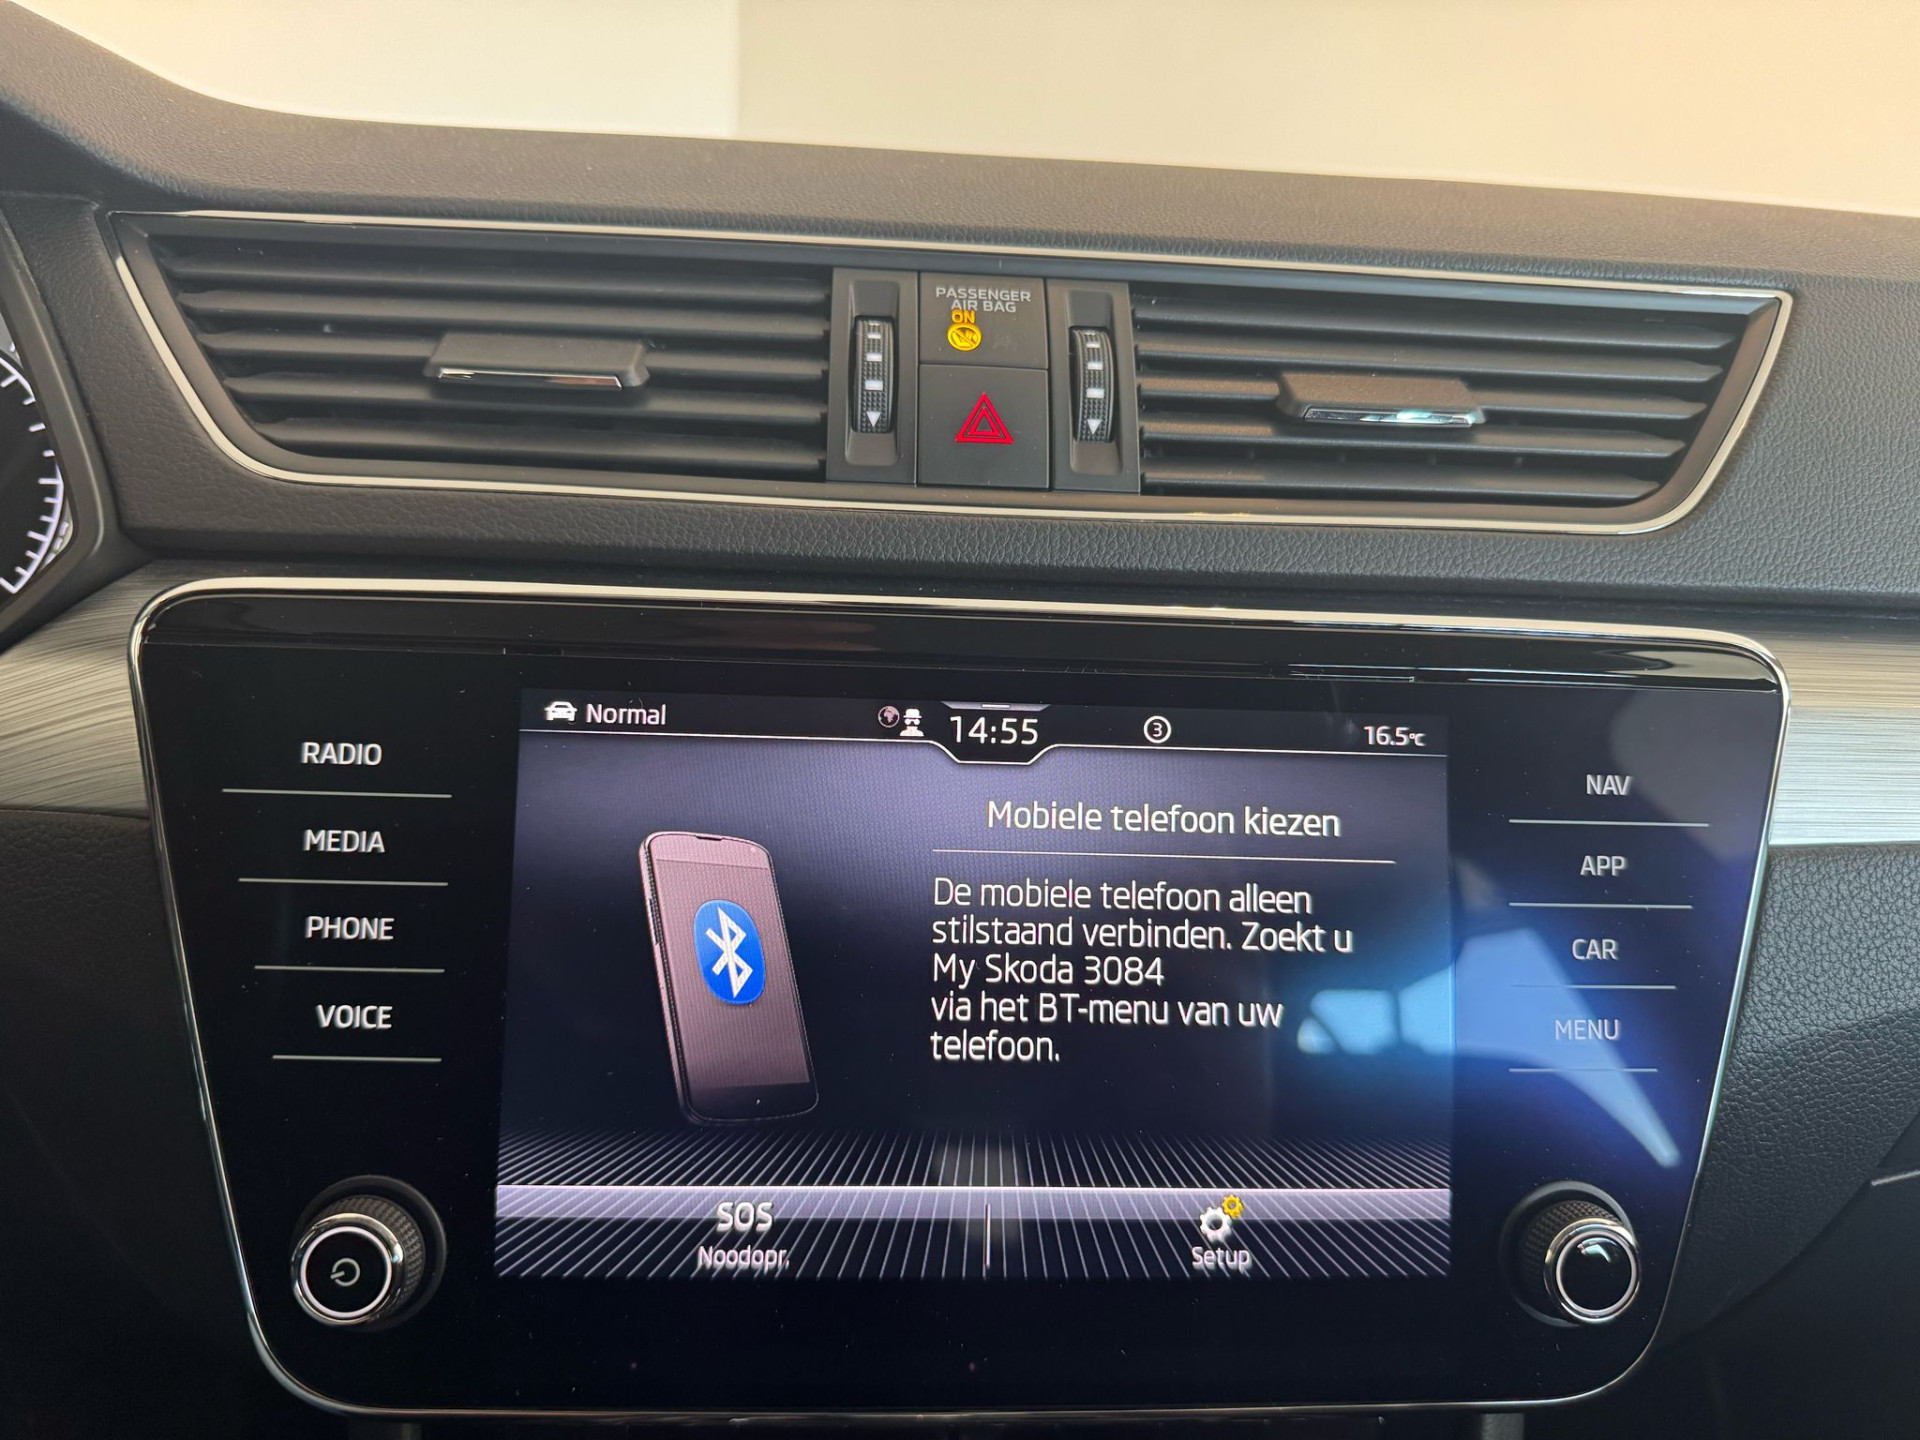 PASSENGER
AIR BAG
ON
Normal
14:55
3
16.5°C
RADIO
MEDIA
PHONE
VOICE
Mobiele telefoon kiezen
De mobiele telefoon alleen
stilstaand verbinden. Zoekt u
My Skoda 3084
via het BT-menu van uw
telefoon.
SOS
Noodopr.
Setup
NAV
APP
CAR
MENU